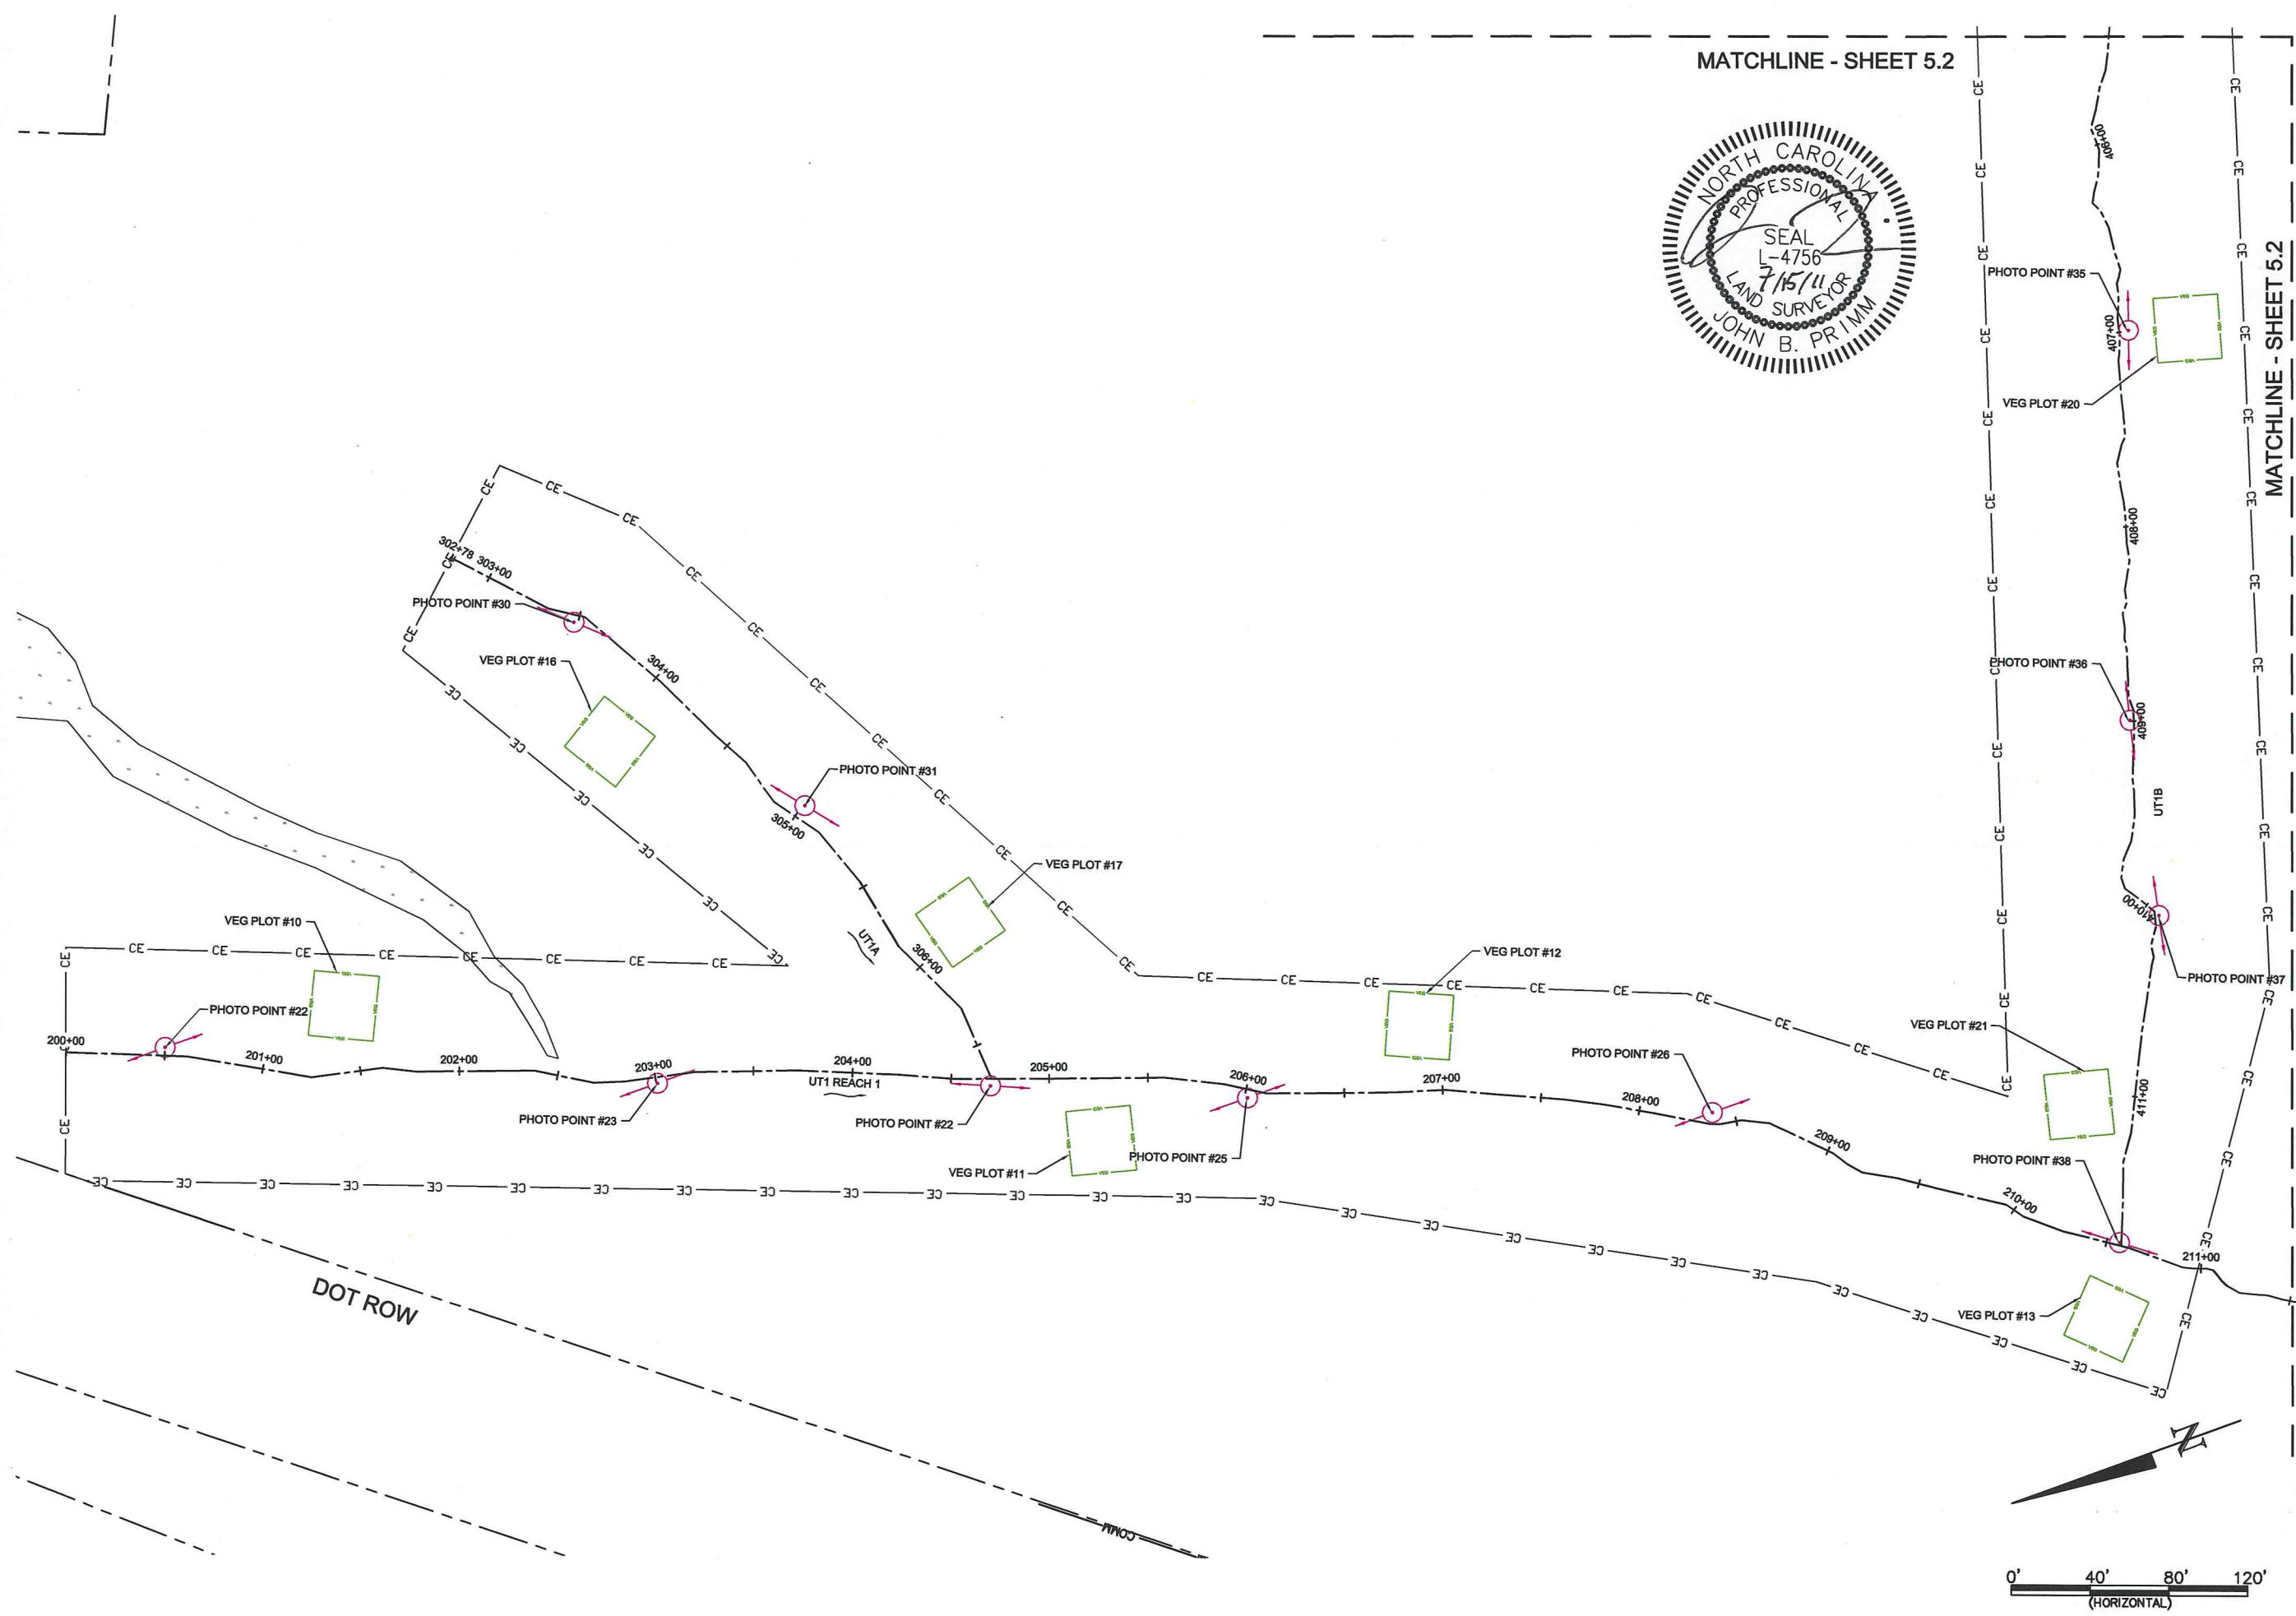 MATCHLINE - SHEET 5.2
MATCHLINE - SHEET 5.2
NORTH CAROLINA
PROFESSIONAL
SEAL
L-4756
7/15/11
LAND SURVEYOR
JOHN B. PRIMM
406+00
PHOTO POINT #35
407+00
VEG PLOT #20
408+00
PHOTO POINT #36
409+00
UT1B
410+00
PHOTO POINT #37
VEG PLOT #21
411+00
PHOTO POINT #38
302+78
303+00
PHOTO POINT #30
VEG PLOT #16
304+00
PHOTO POINT #31
305+00
VEG PLOT #17
UT1A
306+00
VEG PLOT #10
PHOTO POINT #22
200+00
201+00
202+00
203+00
PHOTO POINT #23
204+00
UT1 REACH 1
PHOTO POINT #22
205+00
VEG PLOT #11
206+00
PHOTO POINT #25
VEG PLOT #12
207+00
PHOTO POINT #26
208+00
209+00
210+00
211+00
VEG PLOT #13
CE
VEG
DOT ROW
COMM
N
0' 40' 80' 120'
(HORIZONTAL)